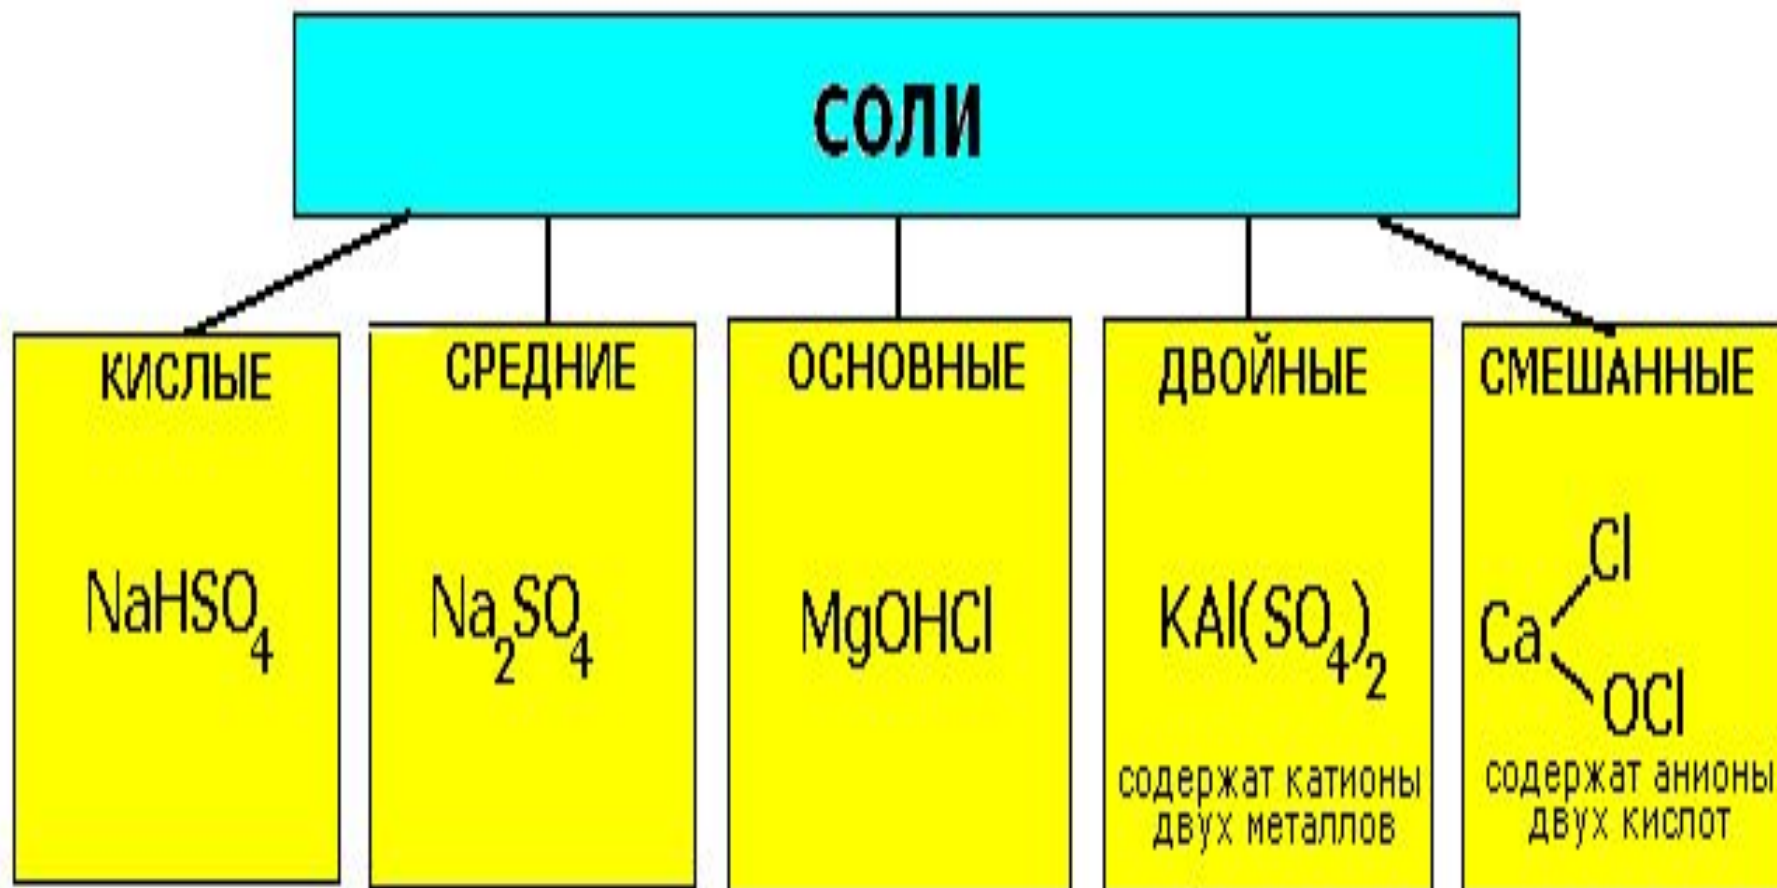 СОЛИ
КИСЛЫЕ
NaHSO₄
СРЕДНИЕ
Na₂SO₄
ОСНОВНЫЕ
MgOHCl
ДВОЙНЫЕ
KAl(SO₄)₂
содержат катионы
двух металлов
СМЕШАННЫЕ
Cl
Ca
OCl
содержат анионы
двух кислот